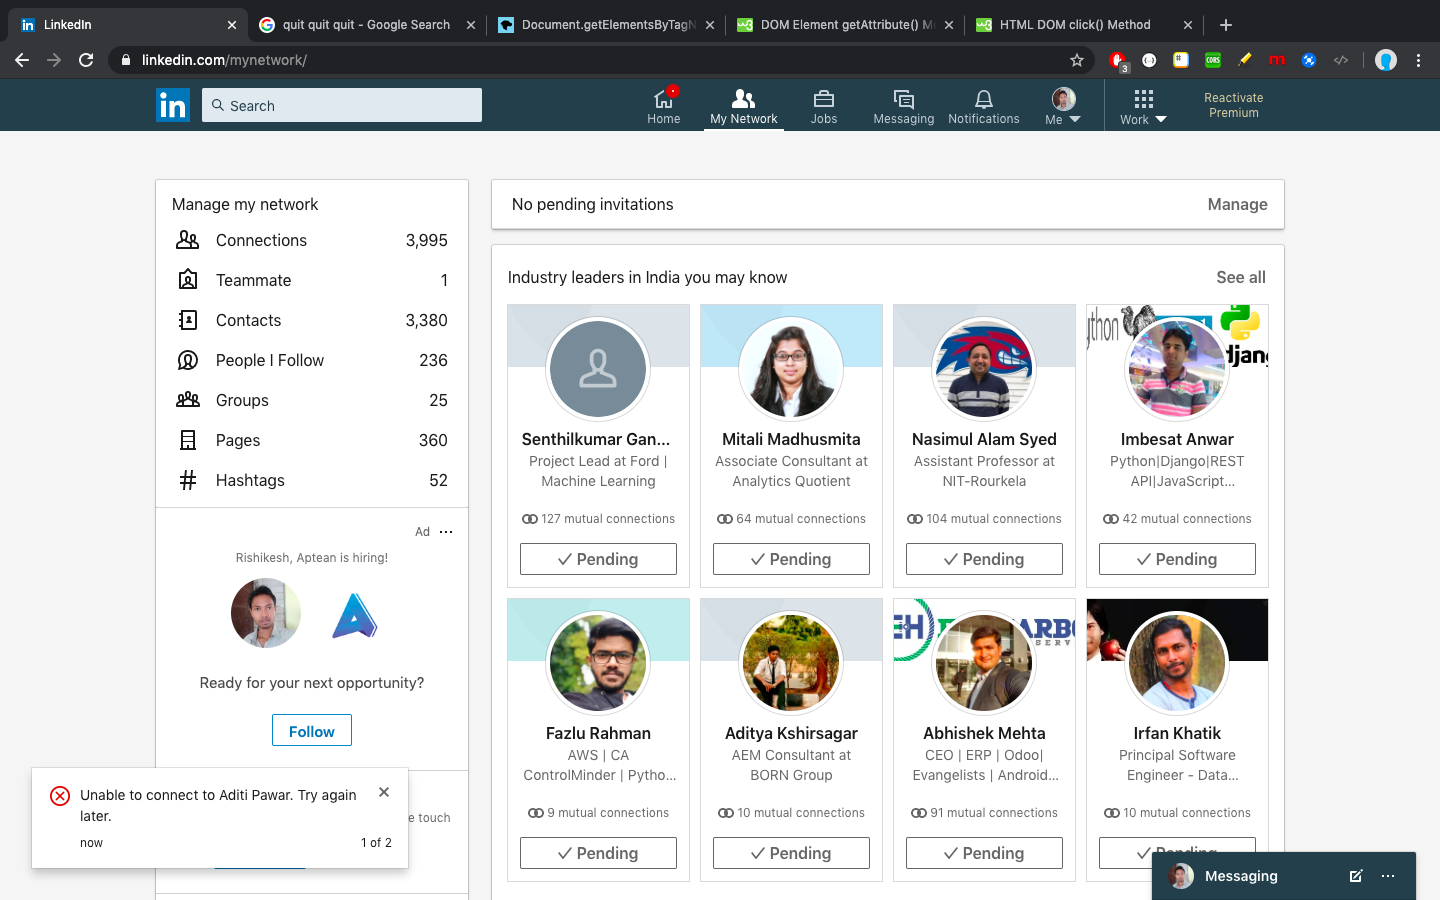 LinkedIn
quit quit quit - Google Search
Document.getElementsByTagN
DOM Element getAttribute() M
HTML DOM click() Method
linkedin.com/mynetwork/
3
CORS
m
in
Search
Home
My Network
Jobs
Messaging
Notifications
Me
Work
Reactivate
Premium
Manage my network
Connections 3,995
Teammate 1
Contacts 3,380
People I Follow 236
Groups 25
Pages 360
Hashtags 52
Ad
Rishikesh, Aptean is hiring!
Ready for your next opportunity?
Follow
e touch
Unable to connect to Aditi Pawar. Try again
later.
now
1 of 2
No pending invitations
Manage
Industry leaders in India you may know
See all
Senthilkumar Gan...
Project Lead at Ford |
Machine Learning
127 mutual connections
Pending
Mitali Madhusmita
Associate Consultant at
Analytics Quotient
64 mutual connections
Pending
Nasimul Alam Syed
Assistant Professor at
NIT-Rourkela
104 mutual connections
Pending
ython
djang
Imbesat Anwar
Python|Django|REST
API|JavaScript...
42 mutual connections
Pending
Fazlu Rahman
AWS | CA
ControlMinder | Pytho...
9 mutual connections
Pending
Aditya Kshirsagar
AEM Consultant at
BORN Group
10 mutual connections
Pending
EH
ARBO
SERV
Abhishek Mehta
CEO | ERP | Odoo|
Evangelists | Android...
91 mutual connections
Pending
Irfan Khatik
Principal Software
Engineer - Data...
10 mutual connections
Pending
Messaging